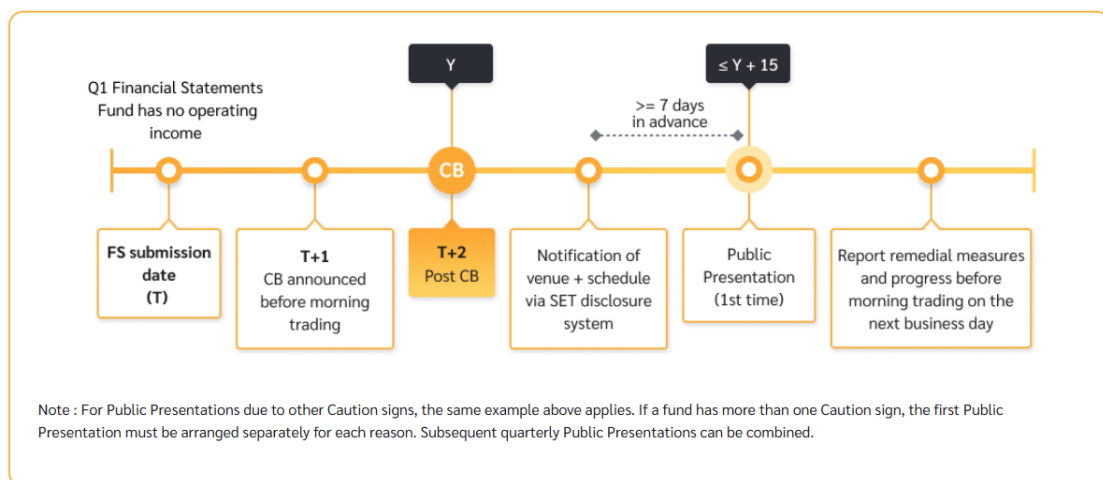 Y
≤ Y + 15
Q1 Financial Statements
Fund has no operating
income
>= 7 days
in advance
CB
FS submission
date
(T)
T+1
CB announced
before morning
trading
T+2
Post CB
Notification of
venue + schedule
via SET disclosure
system
Public
Presentation
(1st time)
Report remedial measures
and progress before
morning trading on the
next business day
Note : For Public Presentations due to other Caution signs, the same example above applies. If a fund has more than one Caution sign, the first Public
Presentation must be arranged separately for each reason. Subsequent quarterly Public Presentations can be combined.